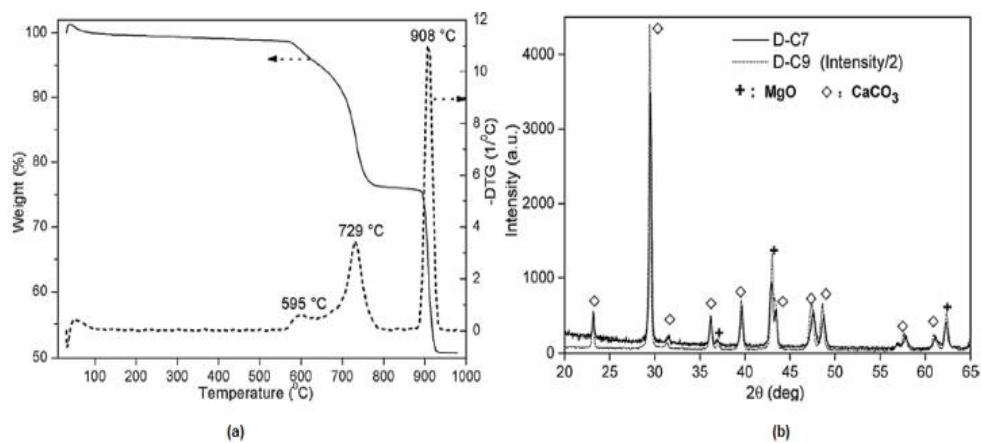 100
90
80
70
60
50
Weight (%)
100 200 300 400 500 600 700 800 900 1000
Temperature (°C)
12
10
8
6
4
2
0
-DTG (1/°C)
908 °C
729 °C
595 °C
(a)
D-C7
D-C9 (Intensity/2)
+ : MgO ◇ : CaCO₃
4000
3000
2000
1000
0
Intensity (a.u.)
20 25 30 35 40 45 50 55 60 65
2θ (deg)
(b)